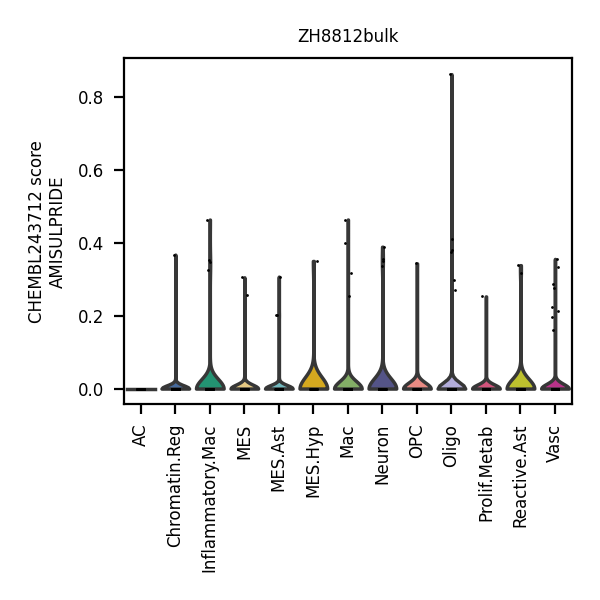 ZH8812bulk
CHEMBL243712 score
AMISULPRIDE
0.8
0.6
0.4
0.2
0.0
AC
Chromatin.Reg
Inflammatory.Mac
MES
MES.Ast
MES.Hyp
Mac
Neuron
OPC
Oligo
Prolif.Metab
Reactive.Ast
Vasc